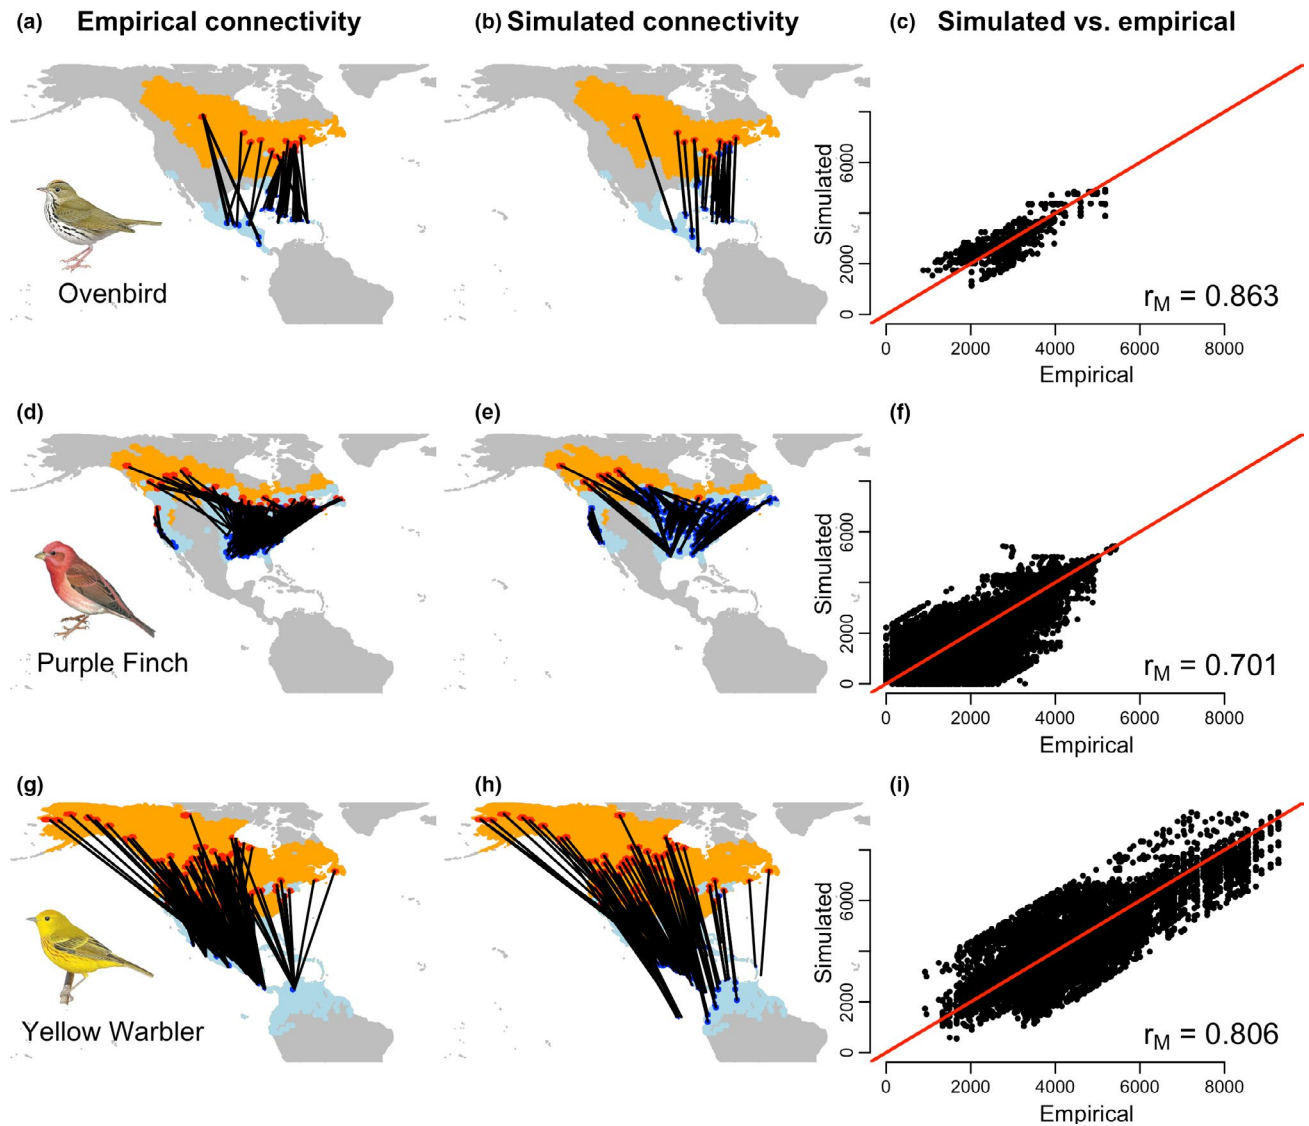 (a) Empirical connectivity
(b) Simulated connectivity
(c) Simulated vs. empirical
Ovenbird
Simulated
6000
2000
0
r_M = 0.863
0 2000 4000 6000 8000
Empirical
(d)
(e)
(f)
Purple Finch
Simulated
6000
2000
0
r_M = 0.701
0 2000 4000 6000 8000
Empirical
(g)
(h)
(i)
Yellow Warbler
Simulated
6000
2000
0
r_M = 0.806
0 2000 4000 6000 8000
Empirical